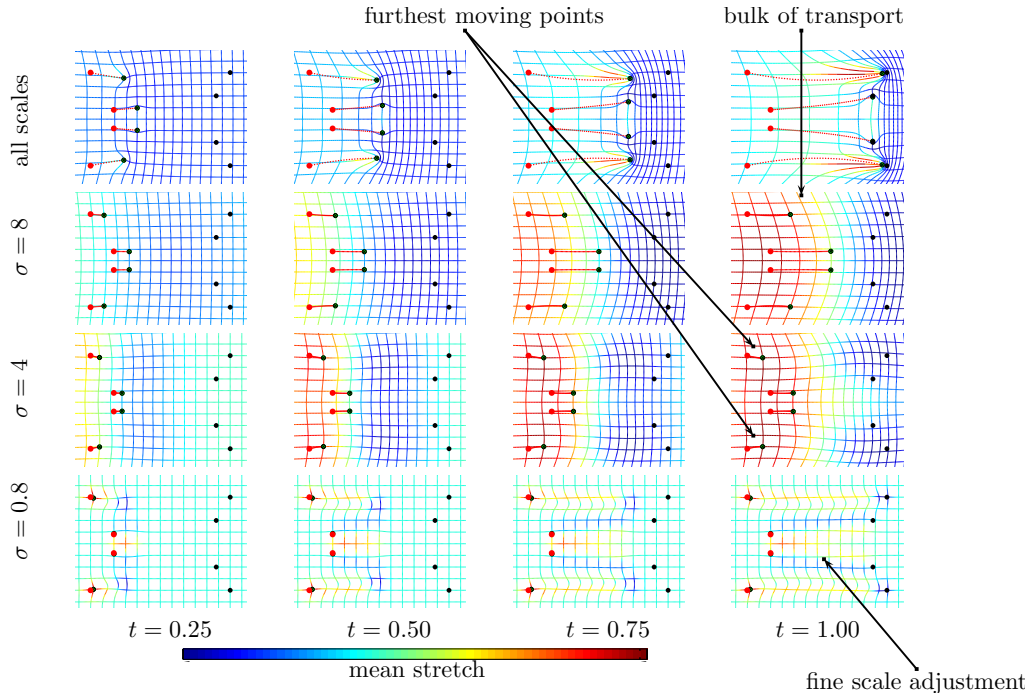 furthest moving points
bulk of transport
all scales
σ = 8
σ = 4
σ = 0.8
t = 0.25
t = 0.50
t = 0.75
t = 1.00
mean stretch
fine scale adjustment